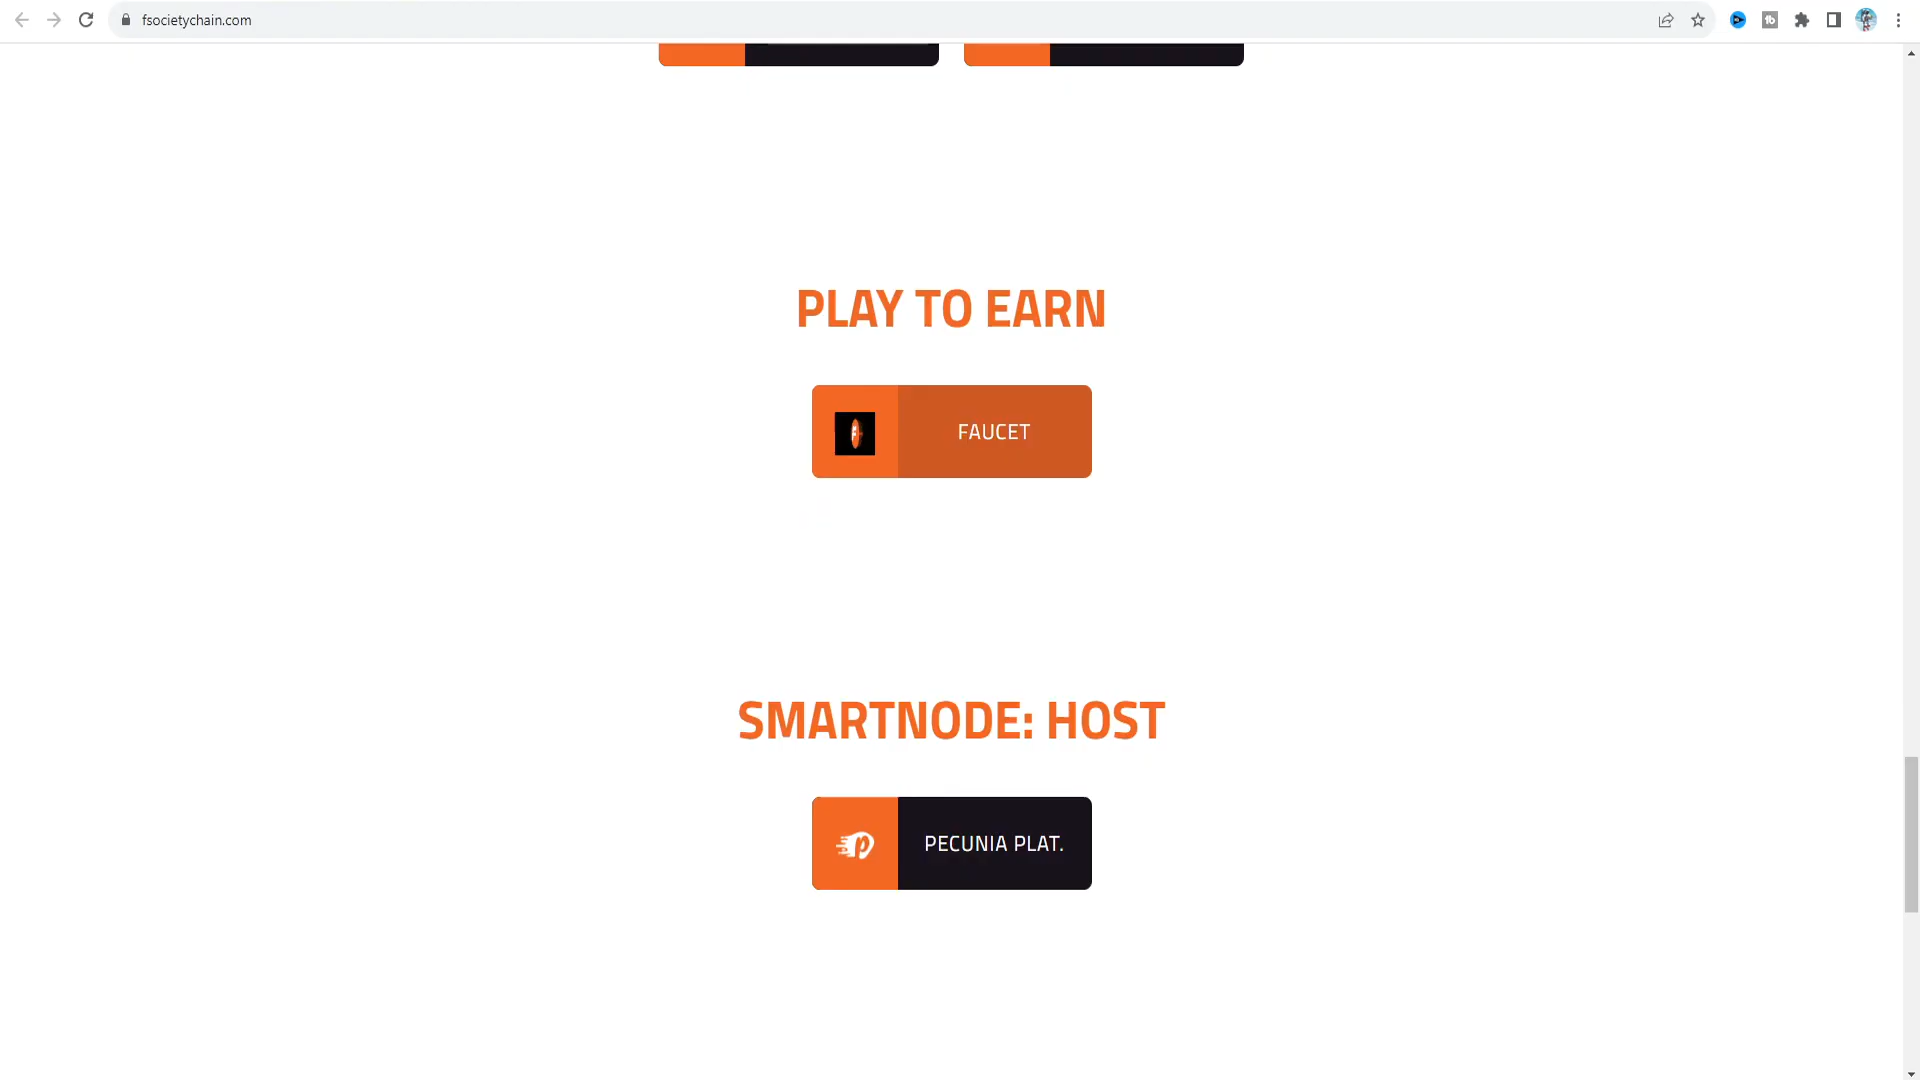 fsocietychain.com
PLAY TO EARN
FAUCET
SMARTNODE: HOST
PECUNIA PLAT.